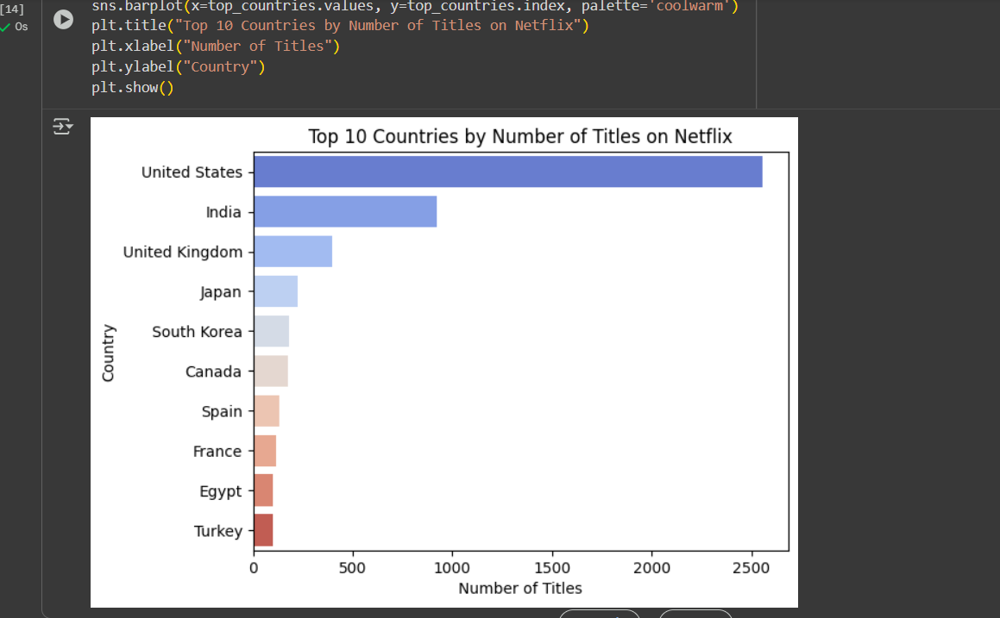 [14]
0s
sns.barplot(x=top_countries.values, y=top_countries.index, palette='coolwarm')
plt.title("Top 10 Countries by Number of Titles on Netflix")
plt.xlabel("Number of Titles")
plt.ylabel("Country")
plt.show()
Top 10 Countries by Number of Titles on Netflix
United States
India
United Kingdom
Japan
South Korea
Canada
Spain
France
Egypt
Turkey
Country
0 500 1000 1500 2000 2500
Number of Titles